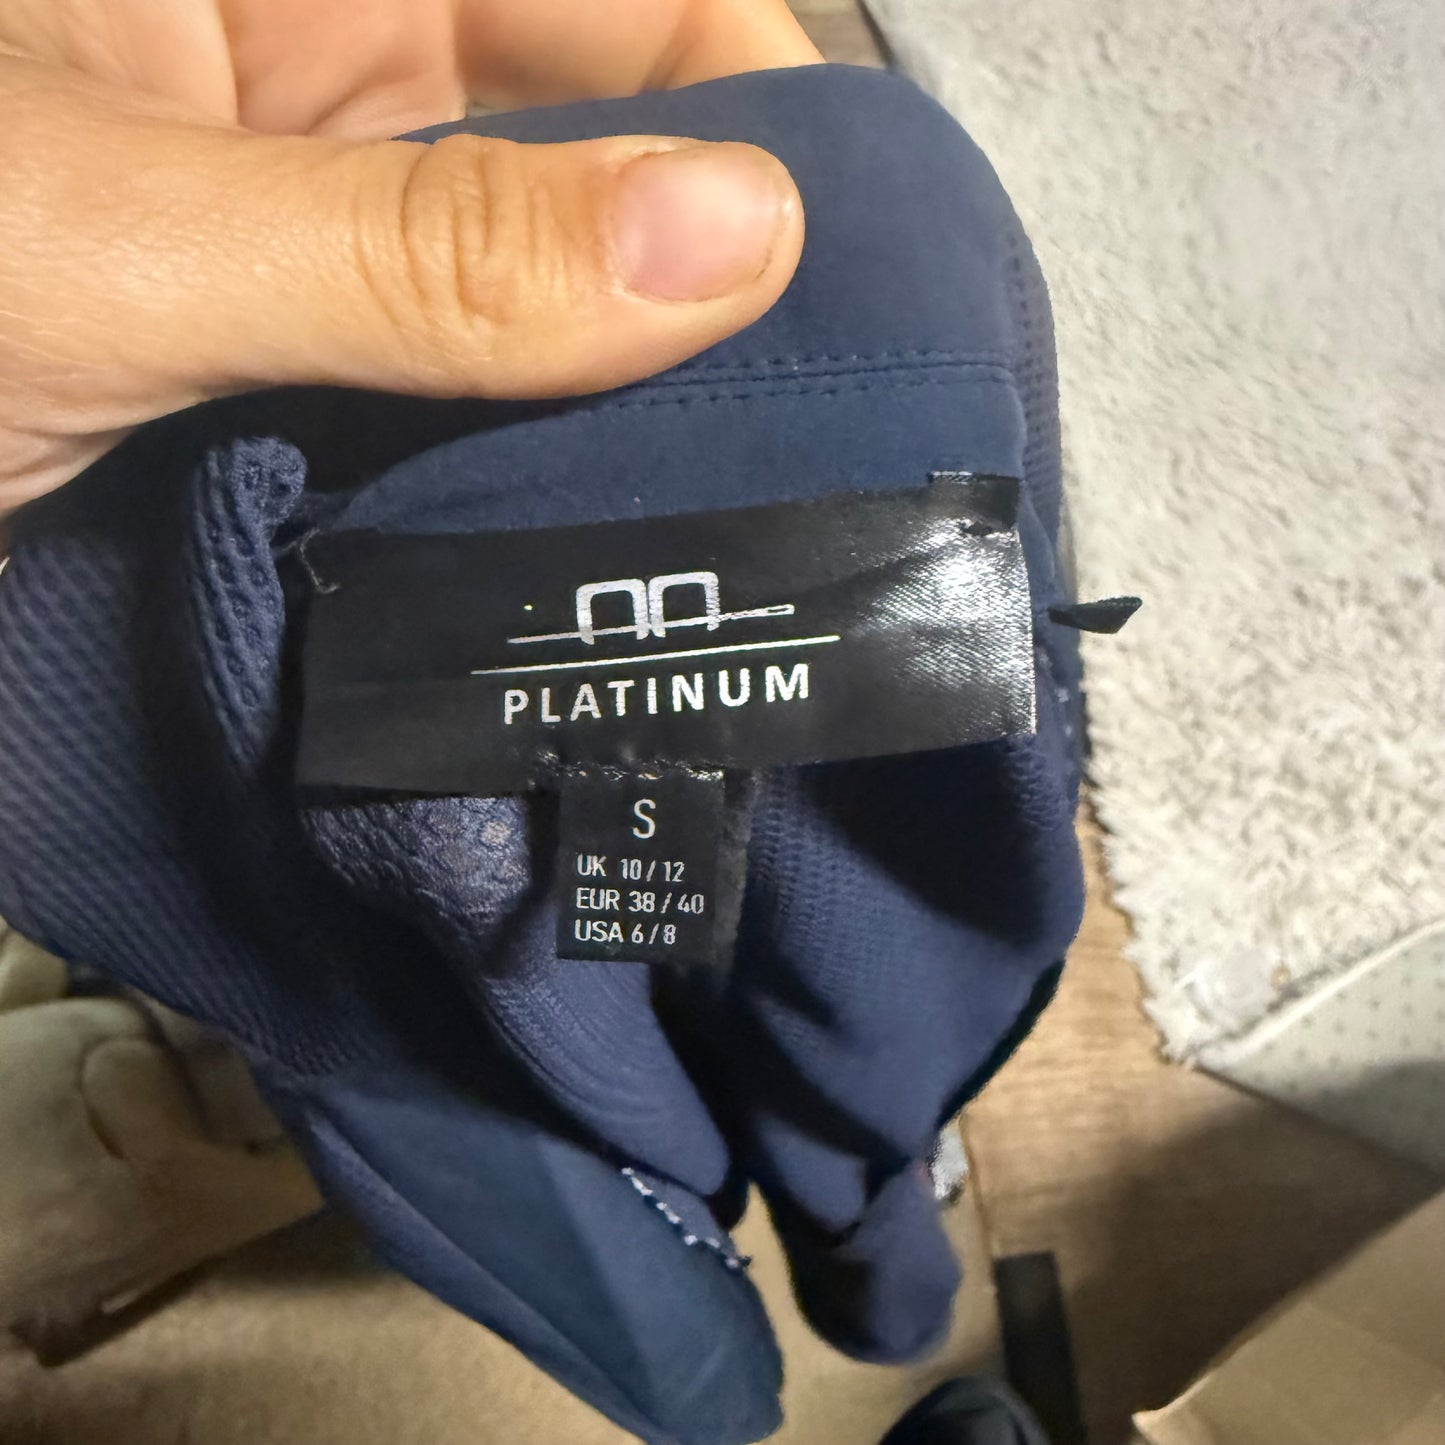 PLATINUM
S
UK 10/12
EUR 38/40
USA 6/8